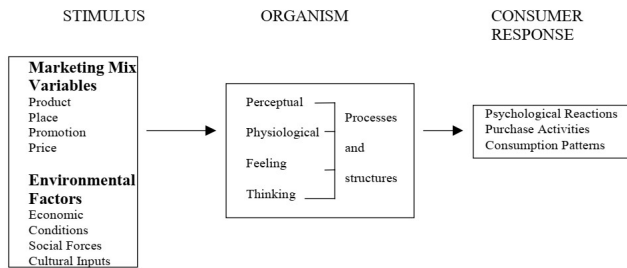 STIMULUS
ORGANISM
CONSUMER
RESPONSE
Marketing Mix
Variables
Product
Place
Promotion
Price
Environmental
Factors
Economic
Conditions
Social Forces
Cultural Inputs
Perceptual
Physiological
Feeling
Thinking
Processes
and
structures
Psychological Reactions
Purchase Activities
Consumption Patterns